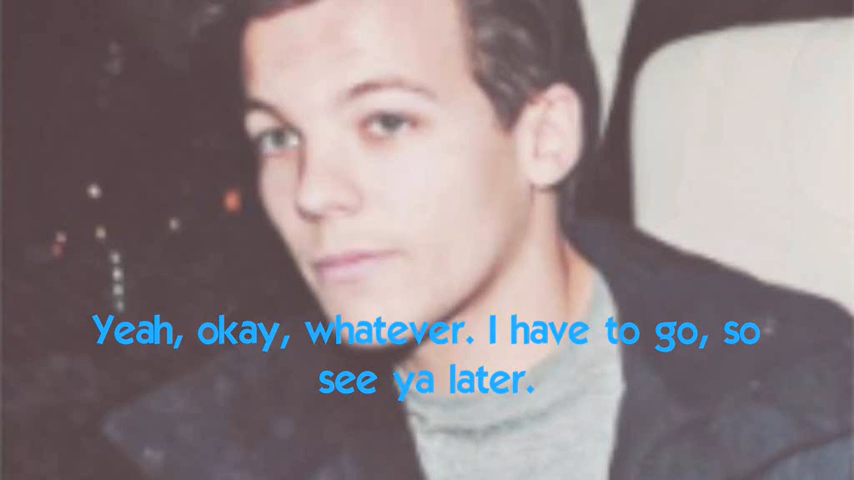 Yeah, okay, whatever. I have to go, so
see ya later.